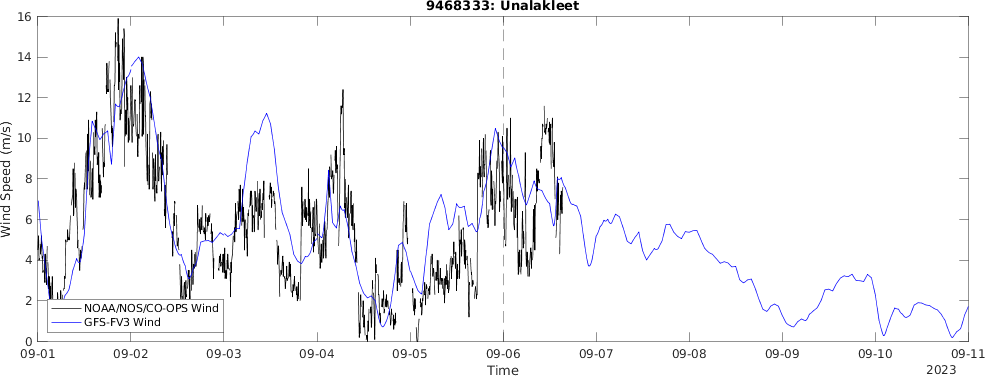 9468333: Unalakleet
Wind Speed (m/s)
16
14
12
10
8
6
4
2
0
NOAA/NOS/CO-OPS Wind
GFS-FV3 Wind
09-01 09-02 09-03 09-04 09-05 09-06 09-07 09-08 09-09 09-10 09-11
Time
2023